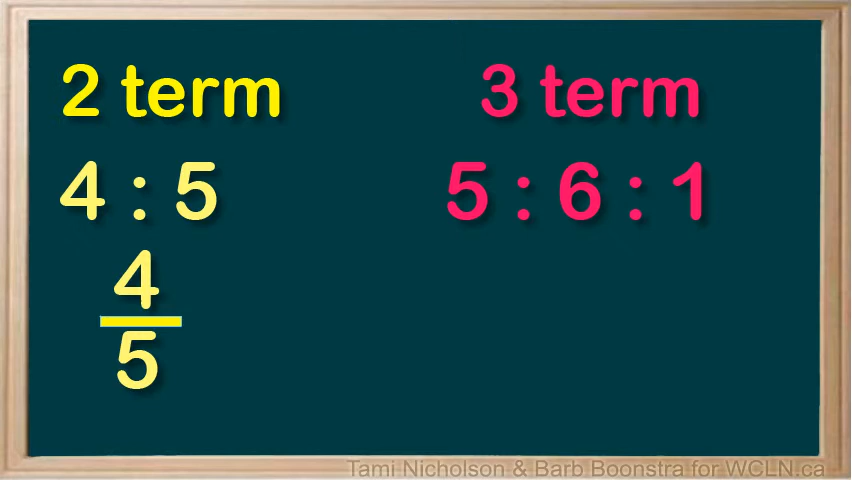 2 term
4 : 5
4
5
3 term
5 : 6 : 1
Tami Nicholson & Barb Boonstra for WCLN.ca